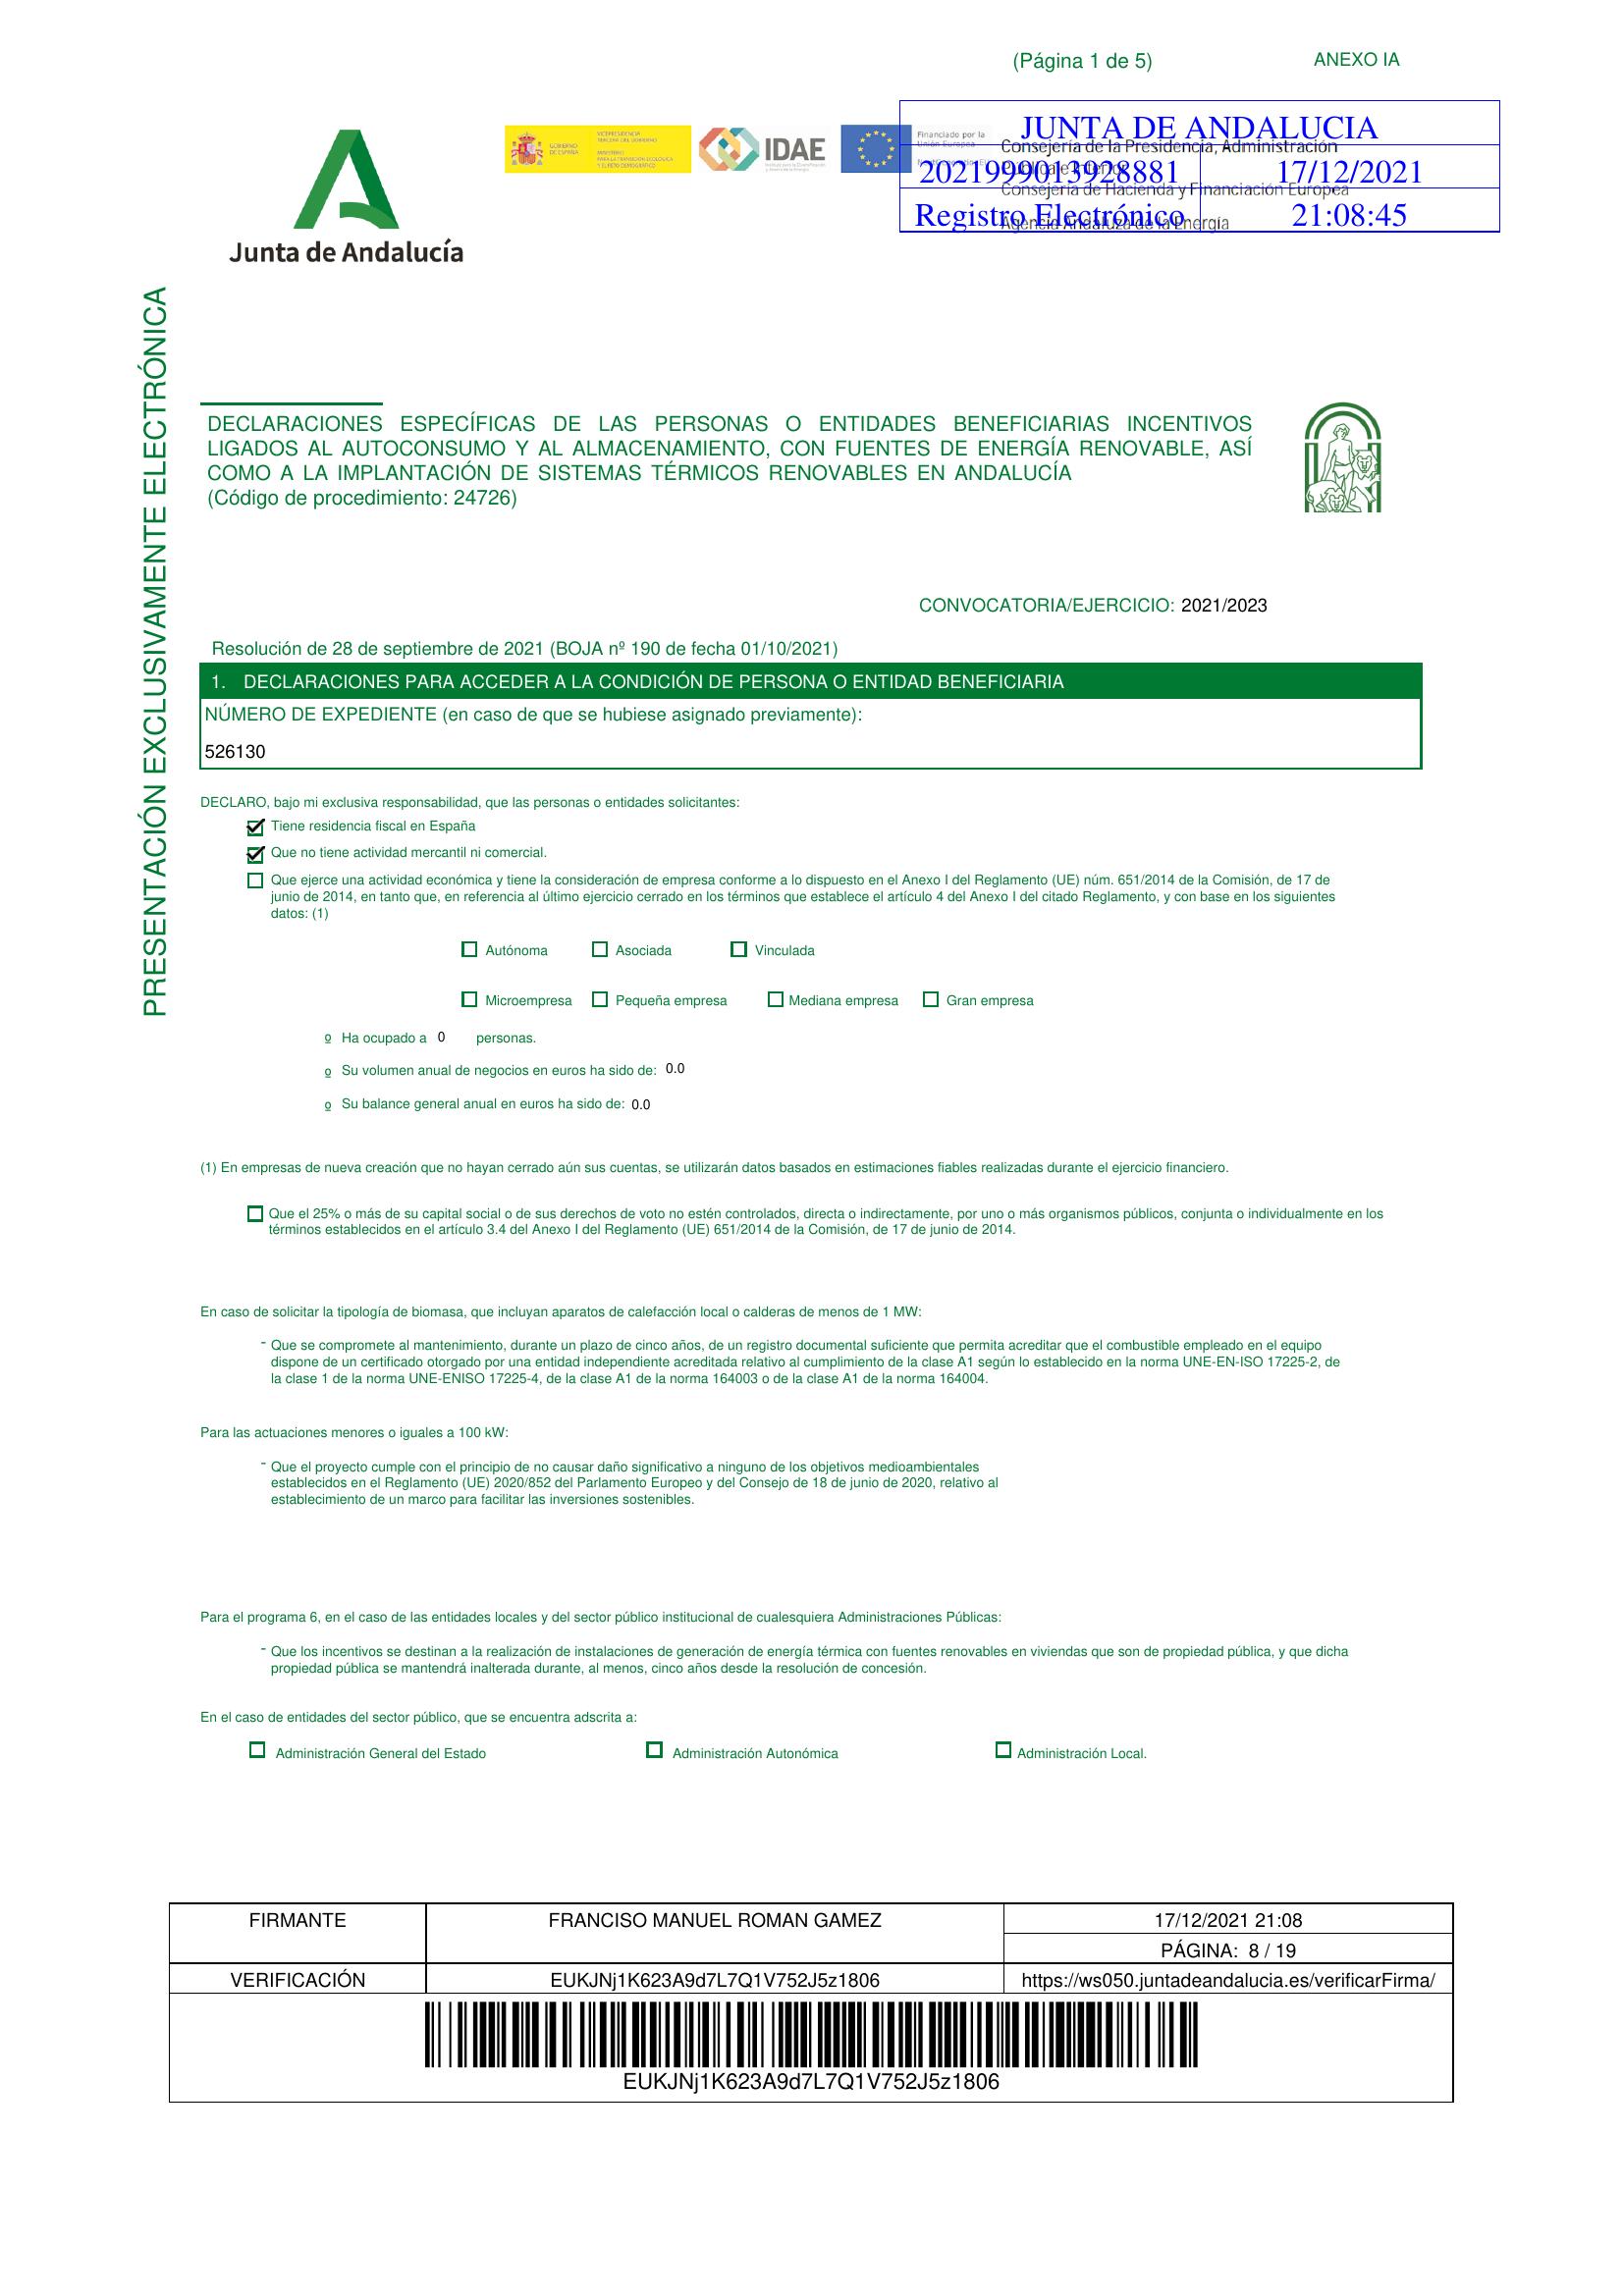 (Página 1 de 5)
ANEXO IA
Junta de Andalucía
GOBIERNO DE ESPAÑA
VICEPRESIDENCIA
TERCERA DEL GOBIERNO
MINISTERIO
PARA LA TRANSICIÓN ECOLÓGICA
Y EL RETO DEMOGRÁFICO
IDAE
Financiado por la
Unión Europea
JUNTA DE ANDALUCIA
Consejería de la Presidencia, Administración
2021999013928881
17/12/2021
Consejería de Hacienda y Financiación Europea
Registro Electrónico
21:08:45
Agencia Andaluza de la Energía
PRESENTACIÓN EXCLUSIVAMENTE ELECTRÓNICA
DECLARACIONES ESPECÍFICAS DE LAS PERSONAS O ENTIDADES BENEFICIARIAS INCENTIVOS
LIGADOS AL AUTOCONSUMO Y AL ALMACENAMIENTO, CON FUENTES DE ENERGÍA RENOVABLE, ASÍ
COMO A LA IMPLANTACIÓN DE SISTEMAS TÉRMICOS RENOVABLES EN ANDALUCÍA
(Código de procedimiento: 24726)
CONVOCATORIA/EJERCICIO: 2021/2023
Resolución de 28 de septiembre de 2021 (BOJA nº 190 de fecha 01/10/2021)
1. DECLARACIONES PARA ACCEDER A LA CONDICIÓN DE PERSONA O ENTIDAD BENEFICIARIA
NÚMERO DE EXPEDIENTE (en caso de que se hubiese asignado previamente):
526130
DECLARO, bajo mi exclusiva responsabilidad, que las personas o entidades solicitantes:
Tiene residencia fiscal en España
Que no tiene actividad mercantil ni comercial.
Que ejerce una actividad económica y tiene la consideración de empresa conforme a lo dispuesto en el Anexo I del Reglamento (UE) núm. 651/2014 de la Comisión, de 17 de
junio de 2014, en tanto que, en referencia al último ejercicio cerrado en los términos que establece el artículo 4 del Anexo I del citado Reglamento, y con base en los siguientes
datos: (1)
Autónoma Asociada Vinculada
Microempresa Pequeña empresa Mediana empresa Gran empresa
o Ha ocupado a 0 personas.
o Su volumen anual de negocios en euros ha sido de: 0.0
o Su balance general anual en euros ha sido de: 0.0
(1) En empresas de nueva creación que no hayan cerrado aún sus cuentas, se utilizarán datos basados en estimaciones fiables realizadas durante el ejercicio financiero.
Que el 25% o más de su capital social o de sus derechos de voto no estén controlados, directa o indirectamente, por uno o más organismos públicos, conjunta o individualmente en los
términos establecidos en el artículo 3.4 del Anexo I del Reglamento (UE) 651/2014 de la Comisión, de 17 de junio de 2014.
En caso de solicitar la tipología de biomasa, que incluyan aparatos de calefacción local o calderas de menos de 1 MW:
- Que se compromete al mantenimiento, durante un plazo de cinco años, de un registro documental suficiente que permita acreditar que el combustible empleado en el equipo
dispone de un certificado otorgado por una entidad independiente acreditada relativo al cumplimiento de la clase A1 según lo establecido en la norma UNE-EN-ISO 17225-2, de
la clase 1 de la norma UNE-ENISO 17225-4, de la clase A1 de la norma 164003 o de la clase A1 de la norma 164004.
Para las actuaciones menores o iguales a 100 kW:
- Que el proyecto cumple con el principio de no causar daño significativo a ninguno de los objetivos medioambientales
establecidos en el Reglamento (UE) 2020/852 del Parlamento Europeo y del Consejo de 18 de junio de 2020, relativo al
establecimiento de un marco para facilitar las inversiones sostenibles.
Para el programa 6, en el caso de las entidades locales y del sector público institucional de cualesquiera Administraciones Públicas:
- Que los incentivos se destinan a la realización de instalaciones de generación de energía térmica con fuentes renovables en viviendas que son de propiedad pública, y que dicha
propiedad pública se mantendrá inalterada durante, al menos, cinco años desde la resolución de concesión.
En el caso de entidades del sector público, que se encuentra adscrita a:
Administración General del Estado Administración Autonómica Administración Local.
FIRMANTE FRANCISO MANUEL ROMAN GAMEZ 17/12/2021 21:08
PÁGINA: 8 / 19
VERIFICACIÓN EUKJNj1K623A9d7L7Q1V752J5z1806 https://ws050.juntadeandalucia.es/verificarFirma/
EUKJNj1K623A9d7L7Q1V752J5z1806